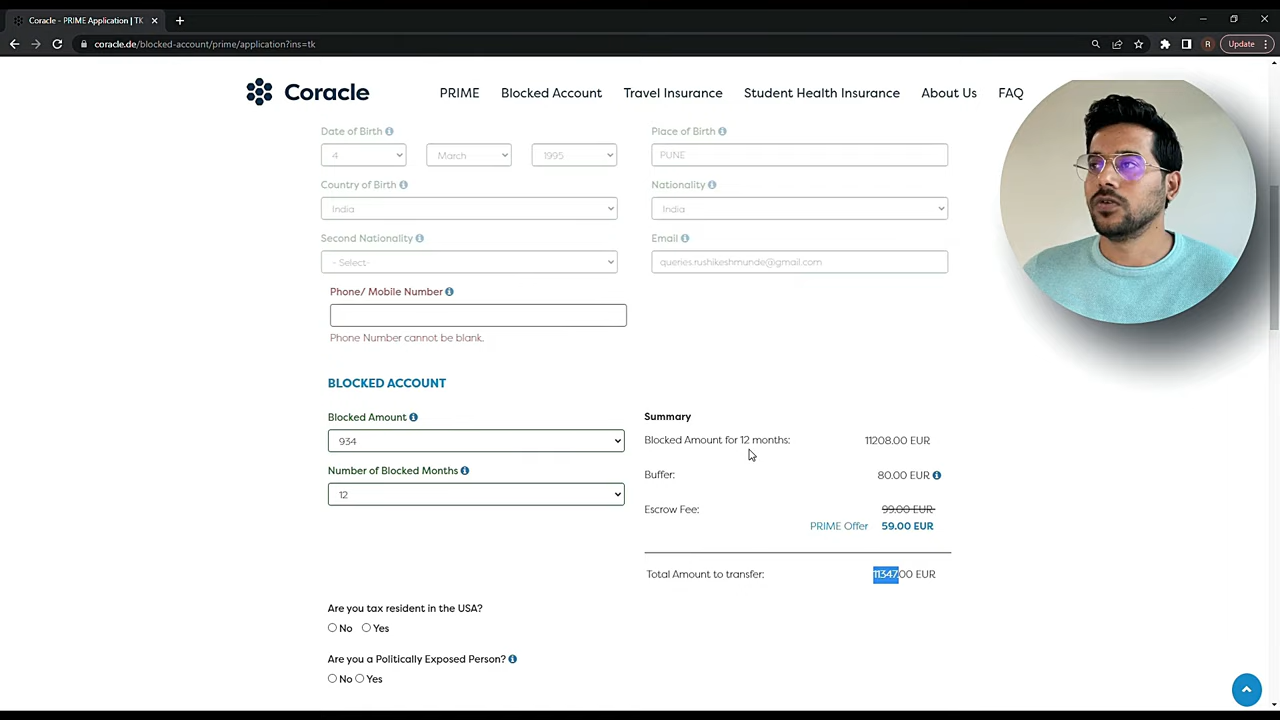 Coracle - PRIME Application | TK
coracle.de/blocked-account/prime/application?ins=tk
R
Update
Coracle
PRIME
Blocked Account
Travel Insurance
Student Health Insurance
About Us
FAQ
Date of Birth
Place of Birth
4
March
1995
PUNE
Country of Birth
Nationality
India
India
Second Nationality
Email
- Select-
queries.rushikeshmunde@gmail.com
Phone/ Mobile Number
Phone Number cannot be blank.
BLOCKED ACCOUNT
Blocked Amount
Summary
934
Blocked Amount for 12 months:
11208.00 EUR
Number of Blocked Months
Buffer:
80.00 EUR
12
Escrow Fee:
99.00 EUR
PRIME Offer
59.00 EUR
Total Amount to transfer:
11347.00 EUR
Are you tax resident in the USA?
No
Yes
Are you a Politically Exposed Person?
No
Yes